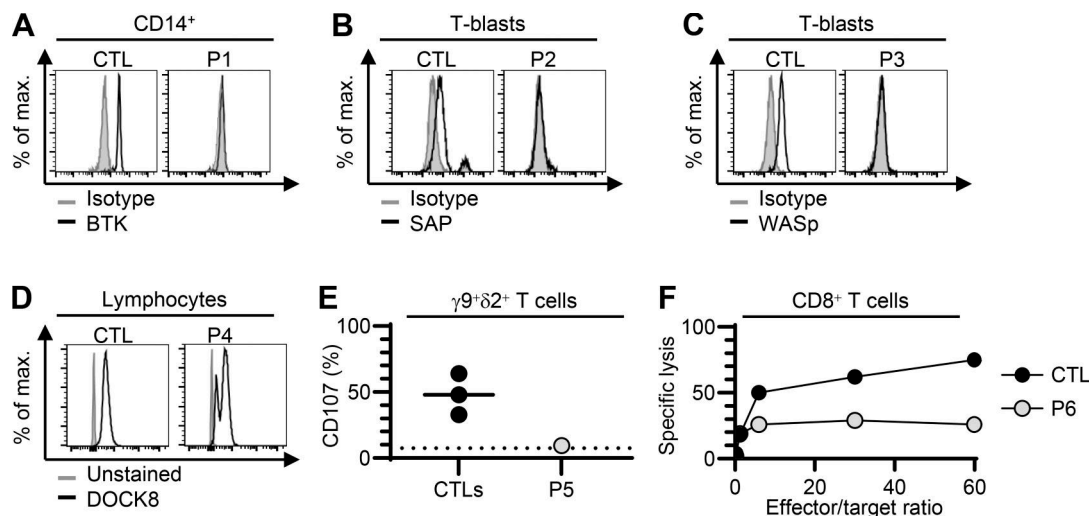 A
CD14⁺
CTL P1
% of max.
Isotype
BTK
B
T-blasts
CTL P2
% of max.
Isotype
SAP
C
T-blasts
CTL P3
% of max.
Isotype
WASp
D
Lymphocytes
CTL P4
% of max.
Unstained
DOCK8
E
γ9⁺δ2⁺ T cells
CD107 (%)
100
50
0
CTLs P5
F
CD8⁺ T cells
Specific lysis
100
50
0
0 30 60
Effector/target ratio
CTL
P6